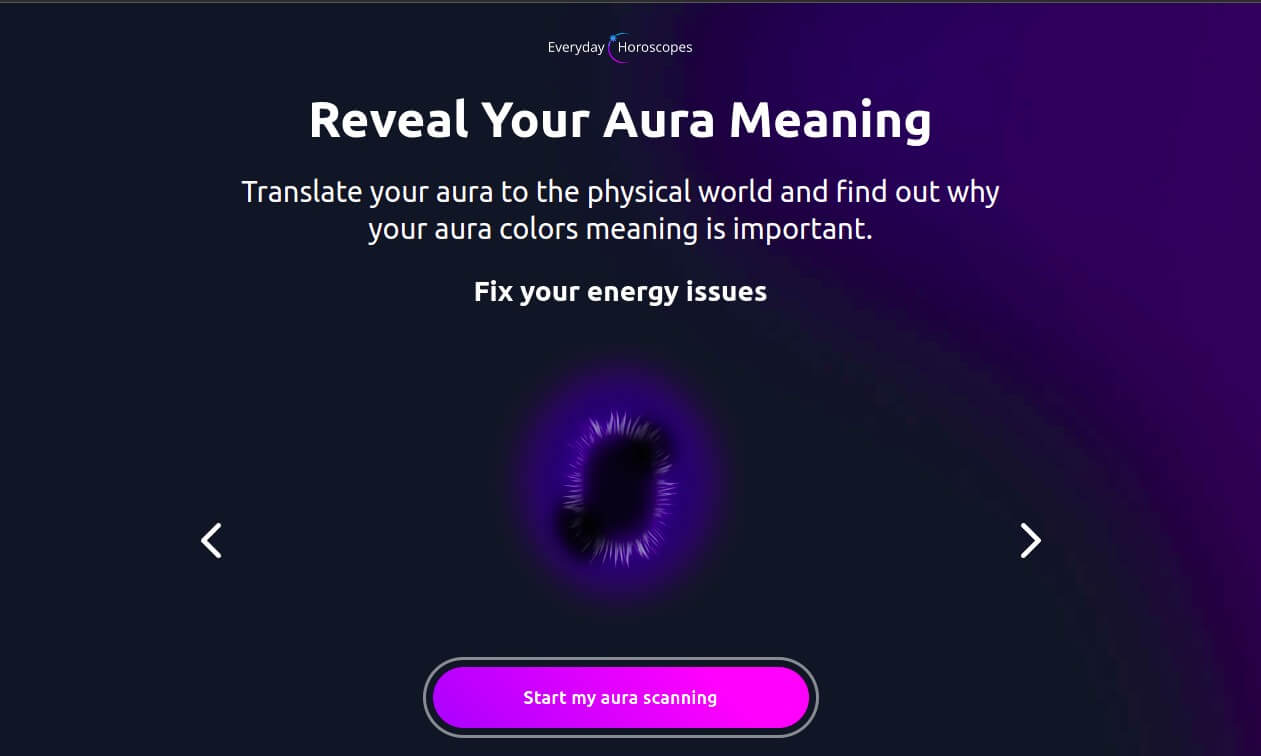 Everyday Horoscopes
Reveal Your Aura Meaning
Translate your aura to the physical world and find out why
your aura colors meaning is important.
Fix your energy issues
Start my aura scanning